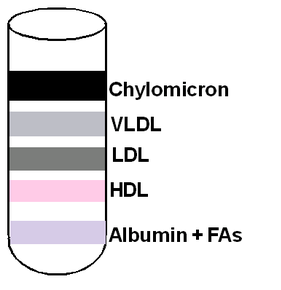 Chylomicron
VLDL
LDL
HDL
Albumin + FAs